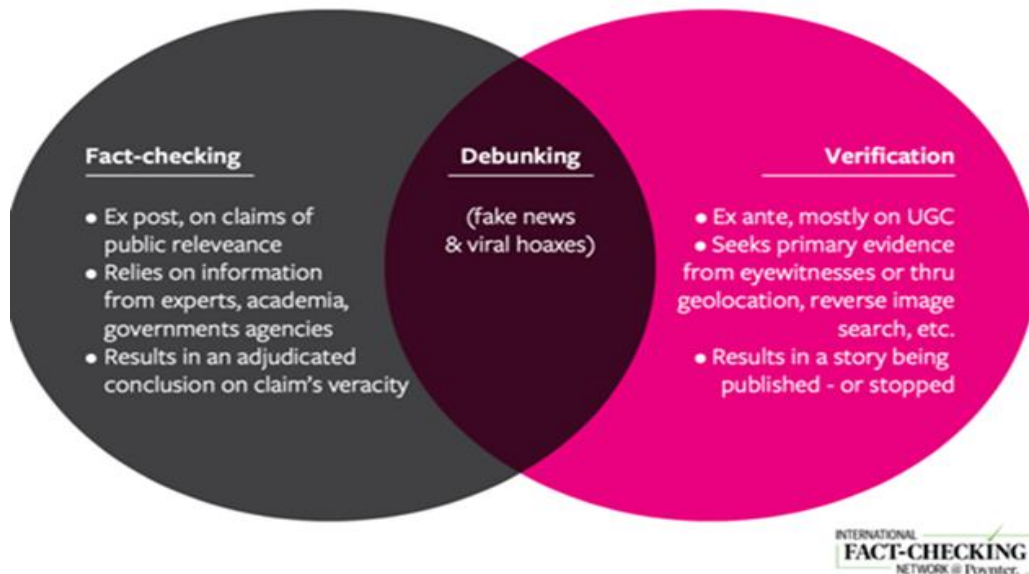 Fact-checking
● Ex post, on claims of
public releveance
● Relies on information
from experts, academia,
governments agencies
● Results in an adjudicated
conclusion on claim's veracity
Debunking
(fake news
& viral hoaxes)
Verification
● Ex ante, mostly on UGC
● Seeks primary evidence
from eyewitnesses or thru
geolocation, reverse image
search, etc.
● Results in a story being
published - or stopped
INTERNATIONAL
FACT-CHECKING
NETWORK @ Poynter.